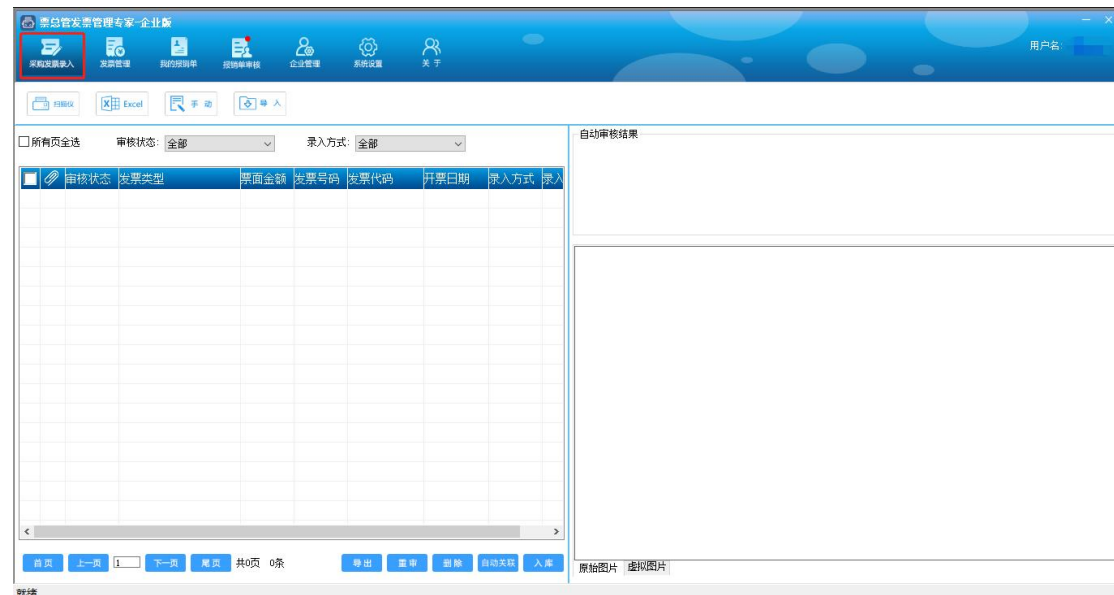 票总管发票管理专家-企业版
用户名:
采购发票录入 发票管理 我的报销单 报销单审核 企业管理 系统设置 关于
扫描仪 Excel 手动 导入
所有页全选 审核状态: 全部 录入方式: 全部
自动审核结果
审核状态 发票类型 票面金额 发票号码 发票代码 开票日期 录入方式 录入
首页 上一页 1 下一页 尾页 共0页 0条 导出 重审 删除 自动关联 入库
原始图片 虚拟图片
就绪